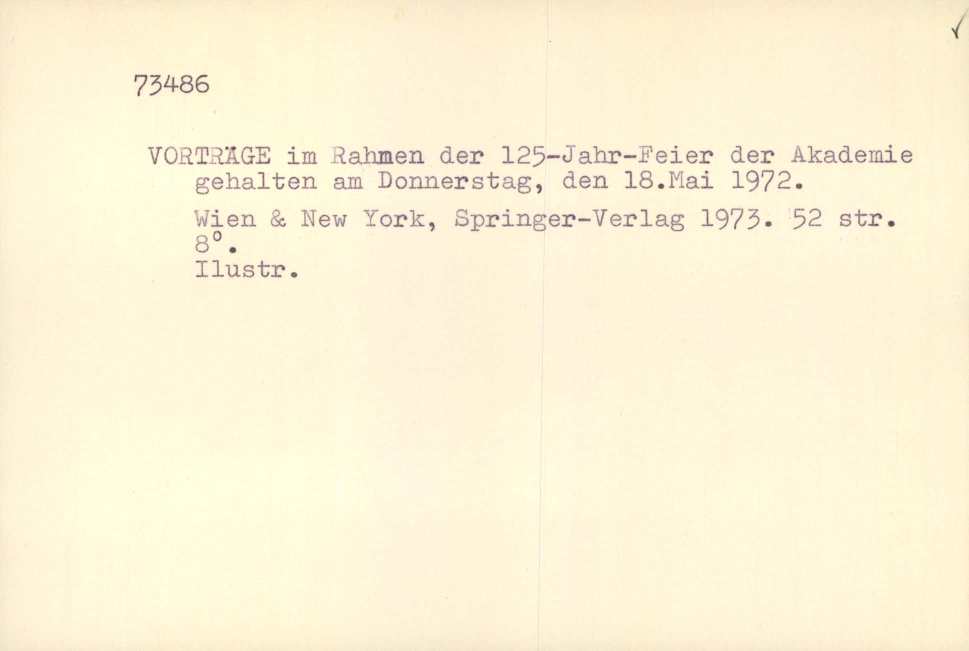 73486
VORTRÄGE im Rahmen der 125-Jahr-Feier der Akademie
gehalten am Donnerstag, den 18.Mai 1972.
Wien & New York, Springer-Verlag 1973. 52 str.
8°.
Ilustr.